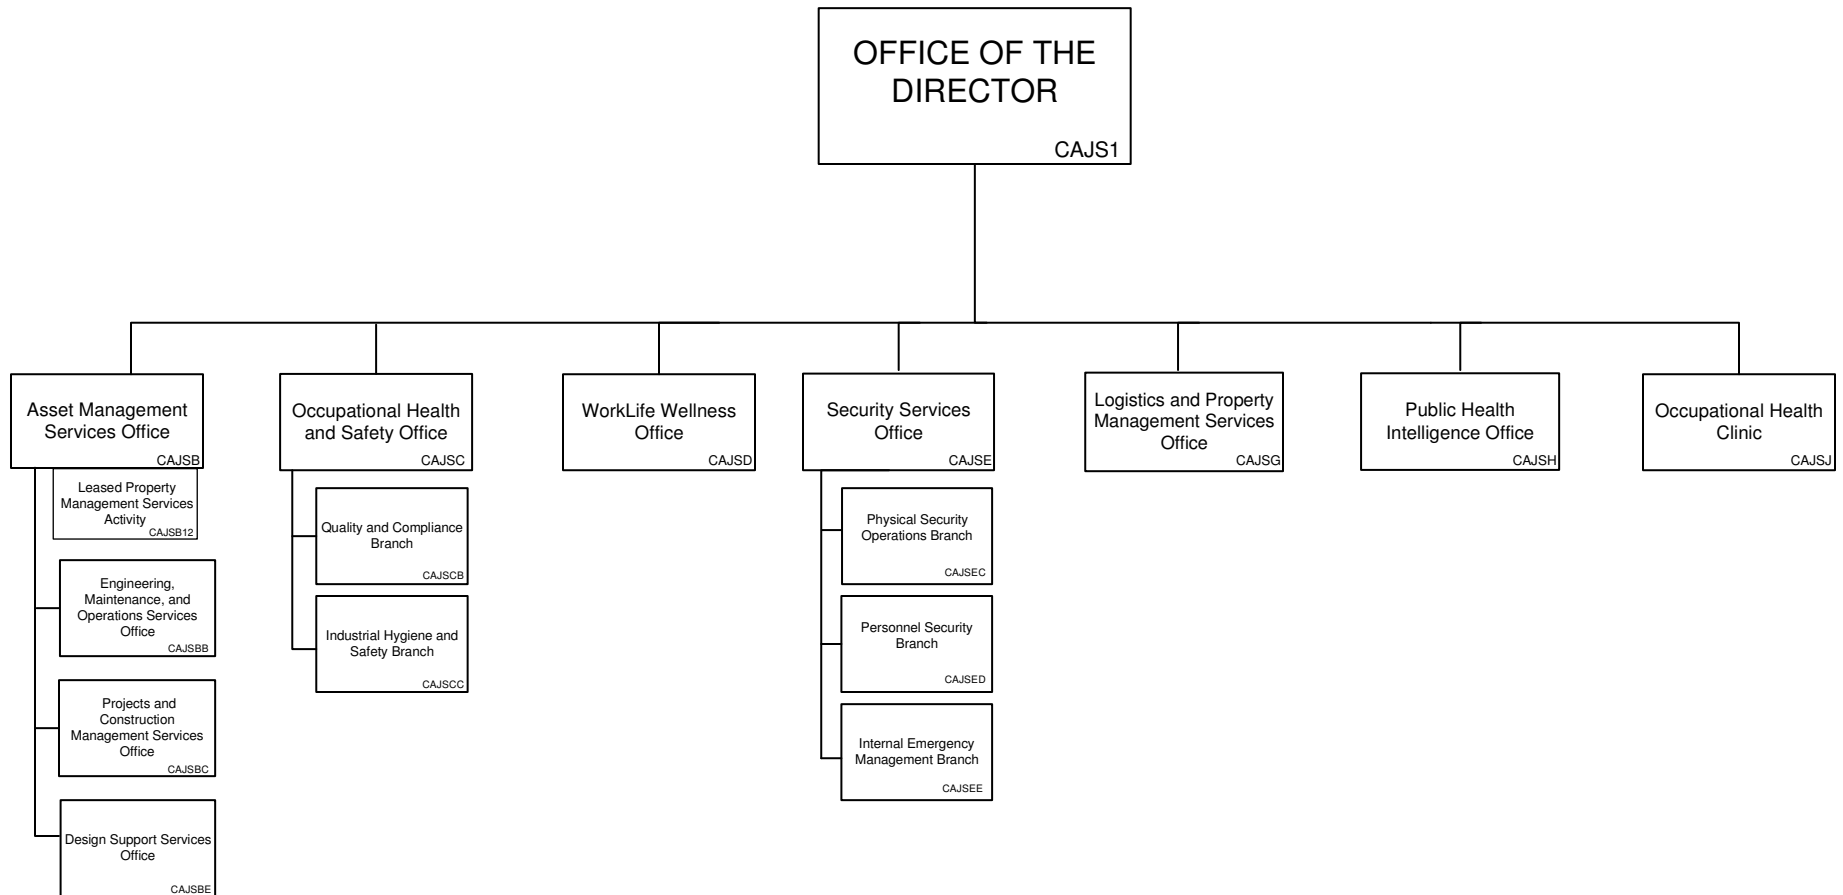 OFFICE OF THE
DIRECTOR
CAJS1
Asset Management
Services Office
CAJSB
Leased Property
Management Services
Activity
CAJSB12
Engineering,
Maintenance, and
Operations Services
Office
CAJSBB
Projects and
Construction
Management Services
Office
CAJSBC
Design Support Services
Office
CAJSBE
Occupational Health
and Safety Office
CAJSC
Quality and Compliance
Branch
CAJSCB
Industrial Hygiene and
Safety Branch
CAJSCC
WorkLife Wellness
Office
CAJSD
Security Services
Office
CAJSE
Physical Security
Operations Branch
CAJSEC
Personnel Security
Branch
CAJSED
Internal Emergency
Management Branch
CAJSEE
Logistics and Property
Management Services
Office
CAJSG
Public Health
Intelligence Office
CAJSH
Occupational Health
Clinic
CAJSJ